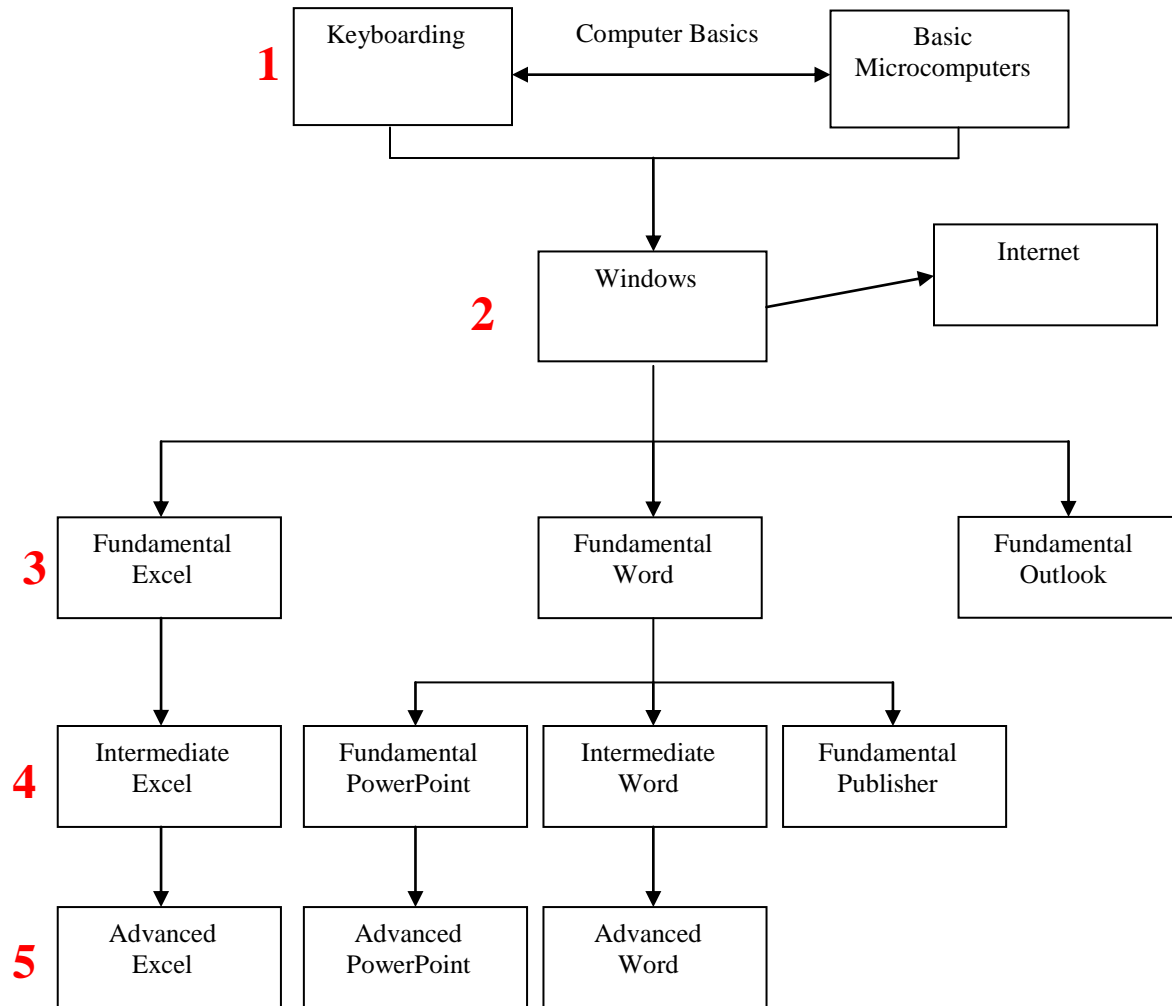 Keyboarding
Computer Basics
Basic
Microcomputers
1
Windows
Internet
2
Fundamental
Excel
Fundamental
Word
Fundamental
Outlook
3
Intermediate
Excel
Fundamental
PowerPoint
Intermediate
Word
Fundamental
Publisher
4
Advanced
Excel
Advanced
PowerPoint
Advanced
Word
5